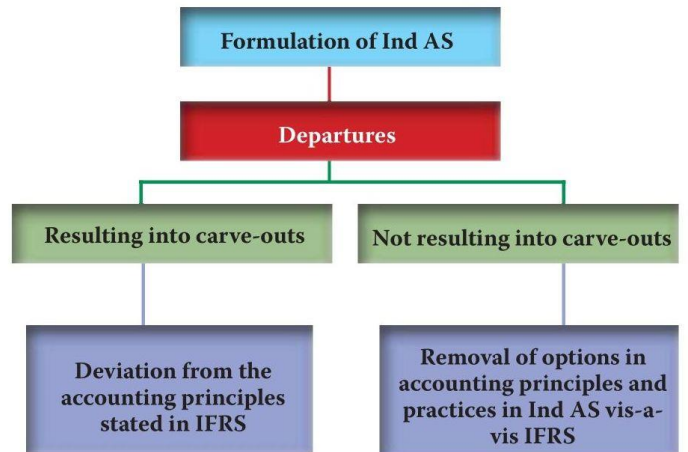 Formulation of Ind AS
Departures
Resulting into carve-outs
Not resulting into carve-outs
Deviation from the
accounting principles
stated in IFRS
Removal of options in
accounting principles and
practices in Ind AS vis-a-
vis IFRS